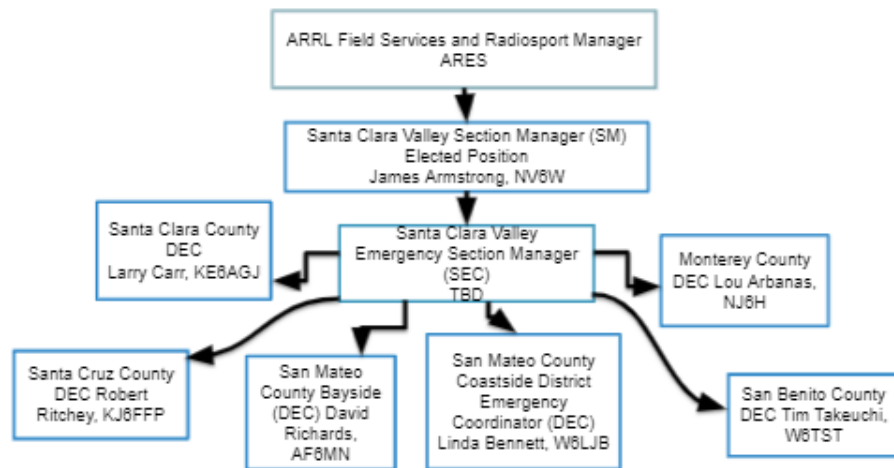 ARRL Field Services and Radiosport Manager
ARES
Santa Clara Valley Section Manager (SM)
Elected Position
James Armstrong, NV6W
Santa Clara County
DEC
Larry Carr, KE6AGJ
Santa Clara Valley
Emergency Section Manager
(SEC)
TBD
Monterey County
DEC Lou Arbanas,
NJ6H
Santa Cruz County
DEC Robert
Ritchey, KJ6FFP
San Mateo
County Bayside
(DEC) David
Richards,
AF6MN
San Mateo County
Coastside District
Emergency
Coordinator (DEC)
Linda Bennett, W6LJB
San Benito County
DEC Tim Takeuchi,
W6TST